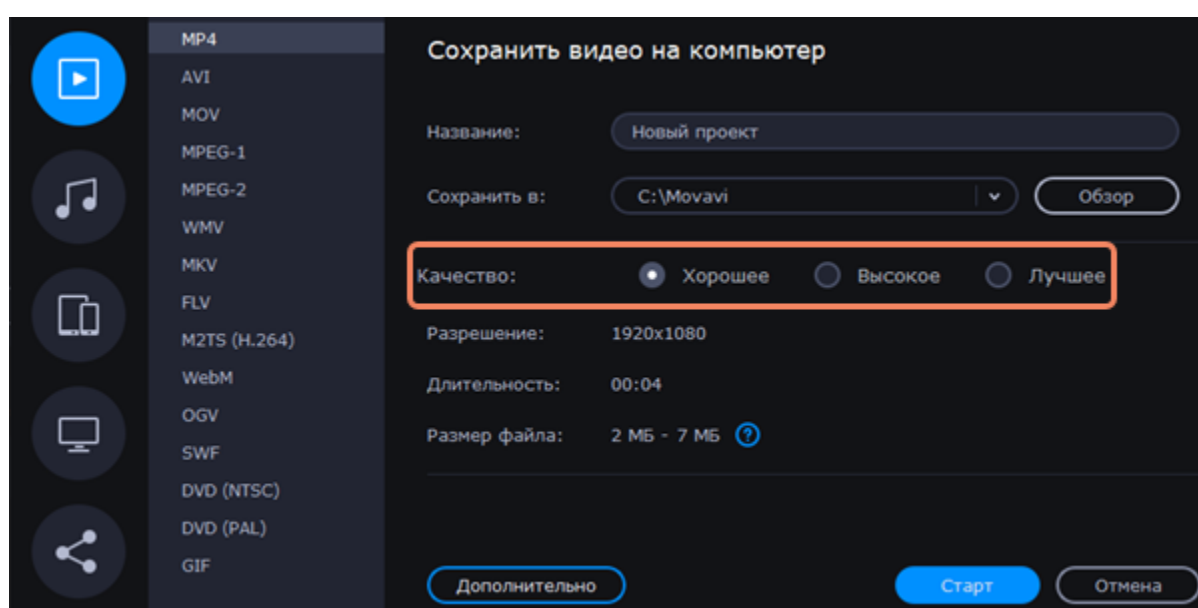 MP4
AVI
MOV
MPEG-1
MPEG-2
WMV
MKV
FLV
M2TS (H.264)
WebM
OGV
SWF
DVD (NTSC)
DVD (PAL)
GIF
Сохранить видео на компьютер
Название: Новый проект
Сохранить в: C:\Movavi Обзор
Качество: Хорошее Высокое Лучшее
Разрешение: 1920x1080
Длительность: 00:04
Размер файла: 2 МБ - 7 МБ ?
Дополнительно Старт Отмена